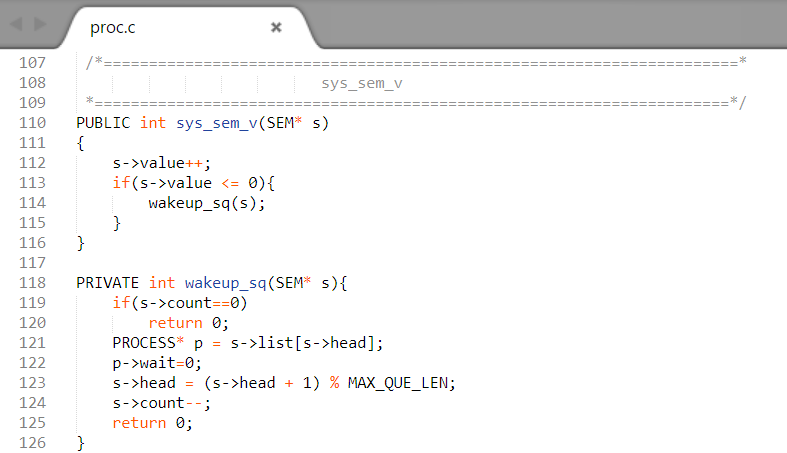 proc.c
107 /*======================================================================*
108 sys_sem_v
109 *======================================================================*/
110 PUBLIC int sys_sem_v(SEM* s)
111 {
112 s->value++;
113 if(s->value <= 0){
114 wakeup_sq(s);
115 }
116 }
117
118 PRIVATE int wakeup_sq(SEM* s){
119 if(s->count==0)
120 return 0;
121 PROCESS* p = s->list[s->head];
122 p->wait=0;
123 s->head = (s->head + 1) % MAX_QUE_LEN;
124 s->count--;
125 return 0;
126 }